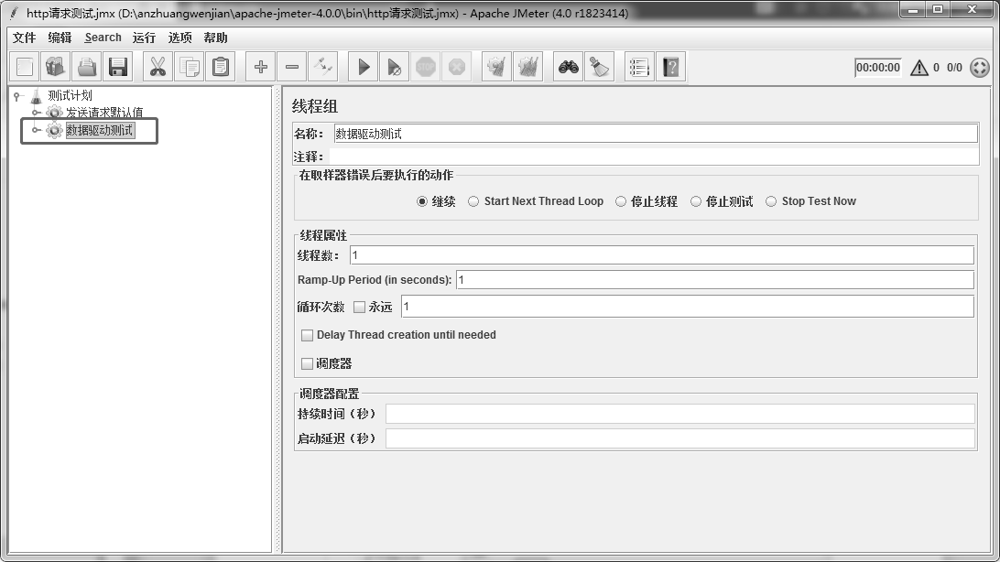 http请求测试.jmx (D:\anzhuangwenjian\apache-jmeter-4.0.0\bin\http请求测试.jmx) - Apache JMeter (4.0 r1823414)
文件 编辑 Search 运行 选项 帮助
STOP 00:00:00 0 0/0
测试计划
发送请求默认值
数据驱动测试
线程组
名称: 数据驱动测试
注释:
在取样器错误后要执行的动作
继续 Start Next Thread Loop 停止线程 停止测试 Stop Test Now
线程属性
线程数: 1
Ramp-Up Period (in seconds): 1
循环次数 永远 1
Delay Thread creation until needed
调度器
调度器配置
持续时间（秒）
启动延迟（秒）